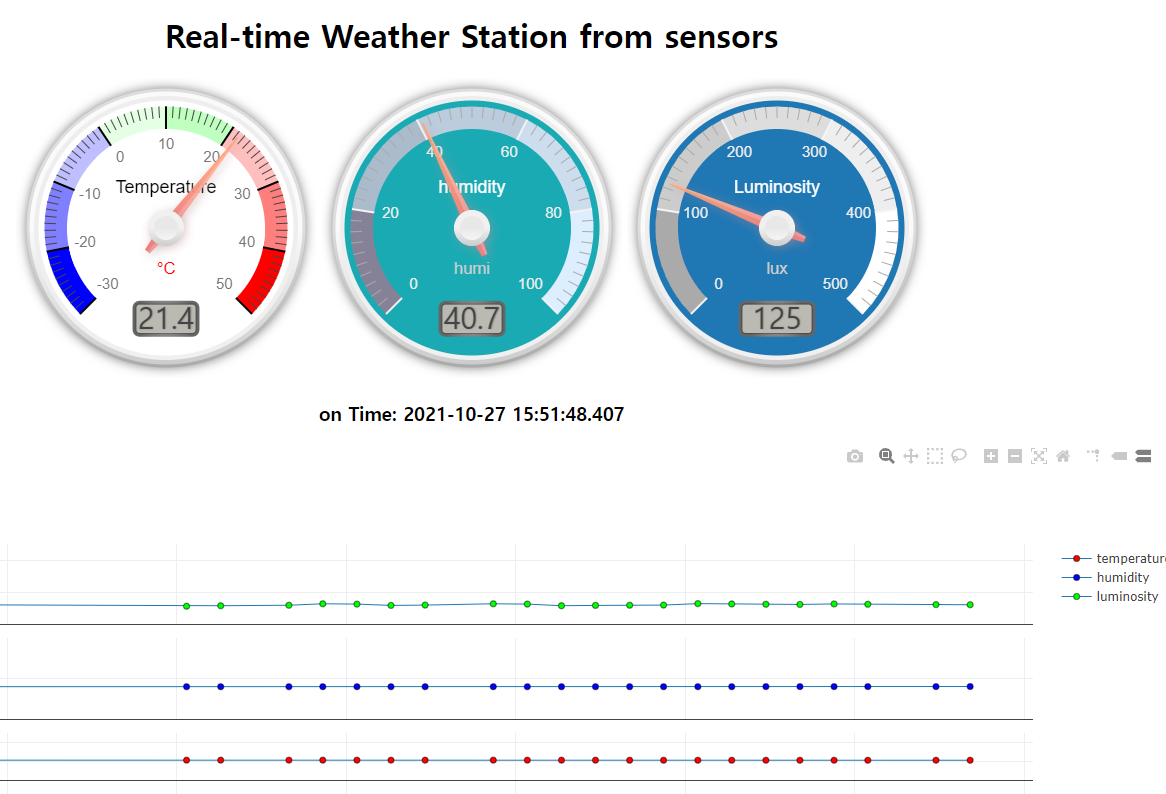 Real-time Weather Station from sensors
Temperature
-30 -20 -10 0 10 20 30 40 50
°C
21.4
humidity
0 20 40 60 80 100
humi
40.7
Luminosity
0 100 200 300 400 500
lux
125
on Time: 2021-10-27 15:51:48.407
temperature
humidity
luminosity